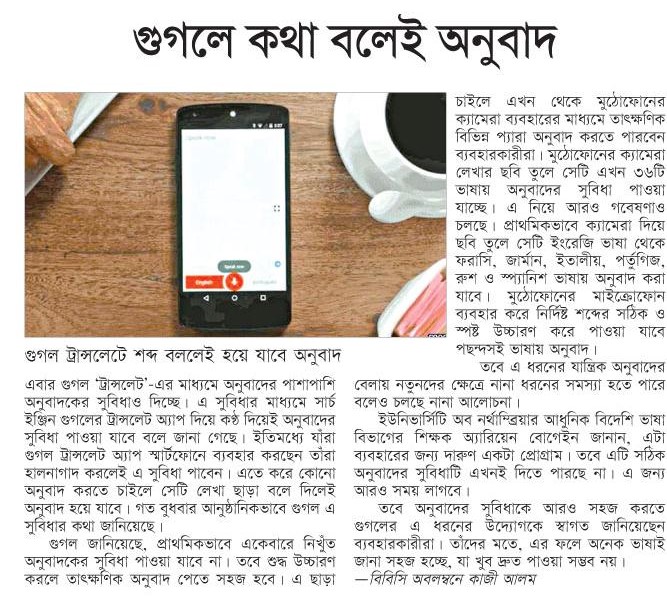 গুগলে কথা বলেই অনুবাদ
গুগল ট্রান্সলেটে শব্দ বললেই হয়ে যাবে অনুবাদ
এবার গুগল ‘ট্রান্সলেট’-এর মাধ্যমে অনুবাদের পাশাপাশি
অনুবাদকের সুবিধাও দিচ্ছে। এ সুবিধার মাধ্যমে সার্চ
ইঞ্জিন গুগলের ট্রান্সলেট অ্যাপ দিয়ে কণ্ঠ দিয়েই অনুবাদের
সুবিধা পাওয়া যাবে বলে জানা গেছে। ইতিমধ্যে যাঁরা
গুগল ট্রান্সলেট অ্যাপ স্মার্টফোনে ব্যবহার করছেন তাঁরা
হালনাগাদ করলেই এ সুবিধা পাবেন। এতে করে কোনো
অনুবাদ করতে চাইলে সেটি লেখা ছাড়া বলে দিলেই
অনুবাদ হয়ে যাবে। গত বুধবার আনুষ্ঠানিকভাবে গুগল এ
সুবিধার কথা জানিয়েছে।
গুগল জানিয়েছে, প্রাথমিকভাবে একেবারে নিখুঁত
অনুবাদকের সুবিধা পাওয়া যাবে না। তবে শুদ্ধ উচ্চারণ
করলে তাৎক্ষণিক অনুবাদ পেতে সহজ হবে। এ ছাড়া
চাইলে এখন থেকে মুঠোফোনের
ক্যামেরা ব্যবহারের মাধ্যমে তাৎক্ষণিক
বিভিন্ন প্যারা অনুবাদ করতে পারবেন
ব্যবহারকারীরা। মুঠোফোনের ক্যামেরা
লেখার ছবি তুলে সেটি এখন ৩৬টি
ভাষায় অনুবাদের সুবিধা পাওয়া
যাচ্ছে। এ নিয়ে আরও গবেষণাও
চলছে। প্রাথমিকভাবে ক্যামেরা দিয়ে
ছবি তুলে সেটি ইংরেজি ভাষা থেকে
ফরাসি, জার্মান, ইতালীয়, পর্তুগিজ,
রুশ ও স্প্যানিশ ভাষায় অনুবাদ করা
যাবে। মুঠোফোনের মাইক্রোফোন
ব্যবহার করে নির্দিষ্ট শব্দের সঠিক ও
স্পষ্ট উচ্চারণ করে পাওয়া যাবে
পছন্দসই ভাষায় অনুবাদ।
তবে এ ধরনের যান্ত্রিক অনুবাদের
বেলায় নতুনদের ক্ষেত্রে নানা ধরনের সমস্যা হতে পারে
বলেও চলছে নানা আলোচনা।
ইউনিভার্সিটি অব নর্থাম্ব্রিয়ার আধুনিক বিদেশি ভাষা
বিভাগের শিক্ষক অ্যারিয়েন বোগেইন জানান, এটা
ব্যবহারের জন্য দারুণ একটা প্রোগ্রাম। তবে এটি সঠিক
অনুবাদের সুবিধাটি এখনই দিতে পারছে না। এ জন্য
আরও সময় লাগবে।
তবে অনুবাদের সুবিধাকে আরও সহজ করতে
গুগলের এ ধরনের উদ্যোগকে স্বাগত জানিয়েছেন
ব্যবহারকারীরা। তাঁদের মতে, এর ফলে অনেক ভাষাই
জানা সহজ হচ্ছে, যা খুব দ্রুত পাওয়া সম্ভব নয়।
—বিবিসি অবলম্বনে কাজী আলম
English